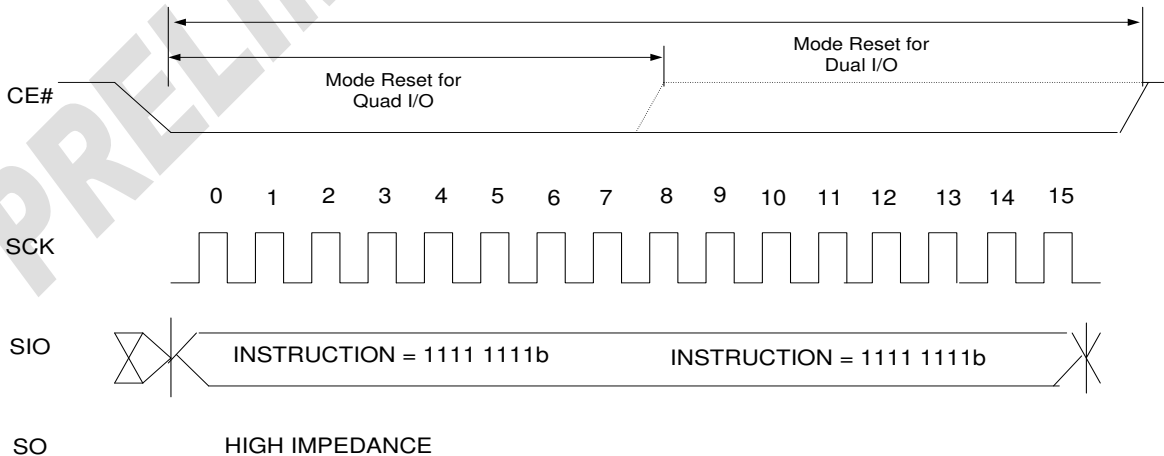 PRELIM
Mode Reset for
Dual I/O
Mode Reset for
Quad I/O
CE#
0 1 2 3 4 5 6 7 8 9 10 11 12 13 14 15
SCK
SIO
INSTRUCTION = 1111 1111b INSTRUCTION = 1111 1111b
SO HIGH IMPEDANCE